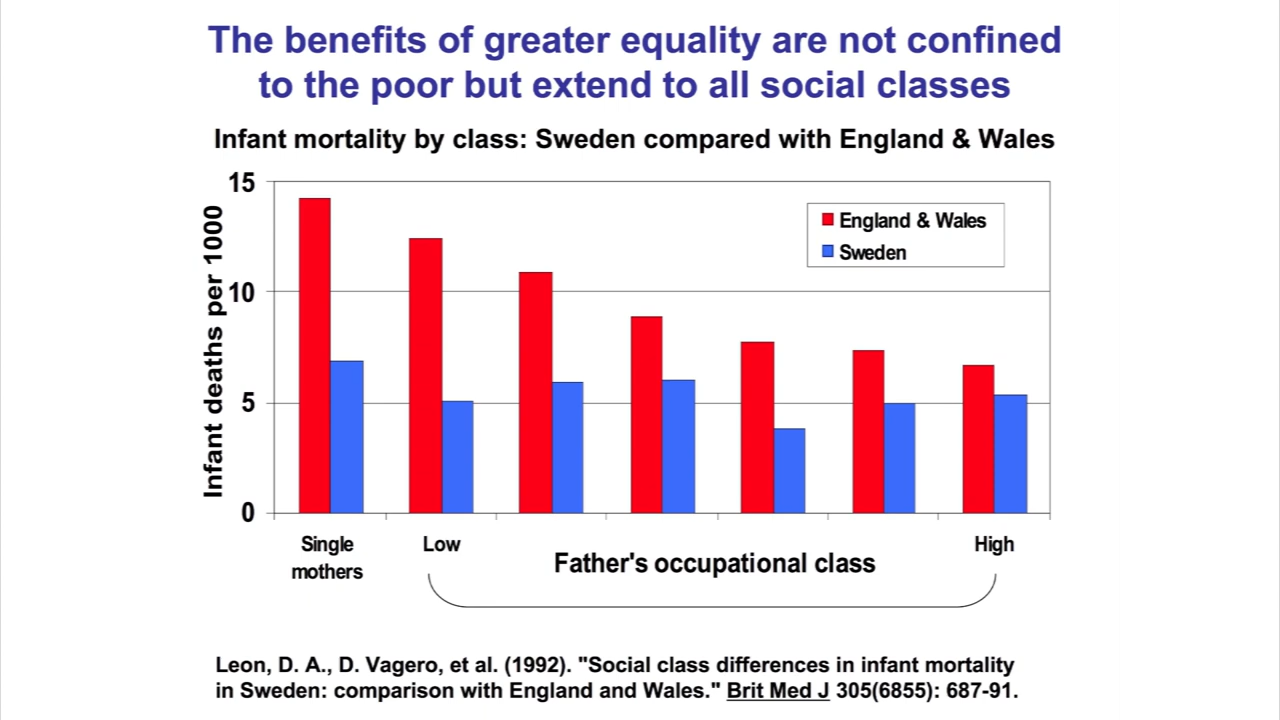 The benefits of greater equality are not confined
to the poor but extend to all social classes
Infant mortality by class: Sweden compared with England & Wales
Infant deaths per 1000
15
10
5
0
England & Wales
Sweden
Single
mothers
Low
Father's occupational class
High
Leon, D. A., D. Vagero, et al. (1992). "Social class differences in infant mortality
in Sweden: comparison with England and Wales." Brit Med J 305(6855): 687-91.